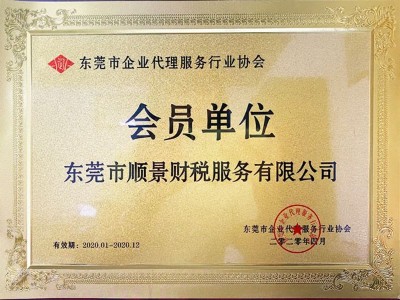 东莞市企业代理服务行业协会
会员单位
东莞市顺景财税服务有限公司
东莞市企业代理服务行业协会
二〇二〇年四月
有效期：2020.01-2020.12